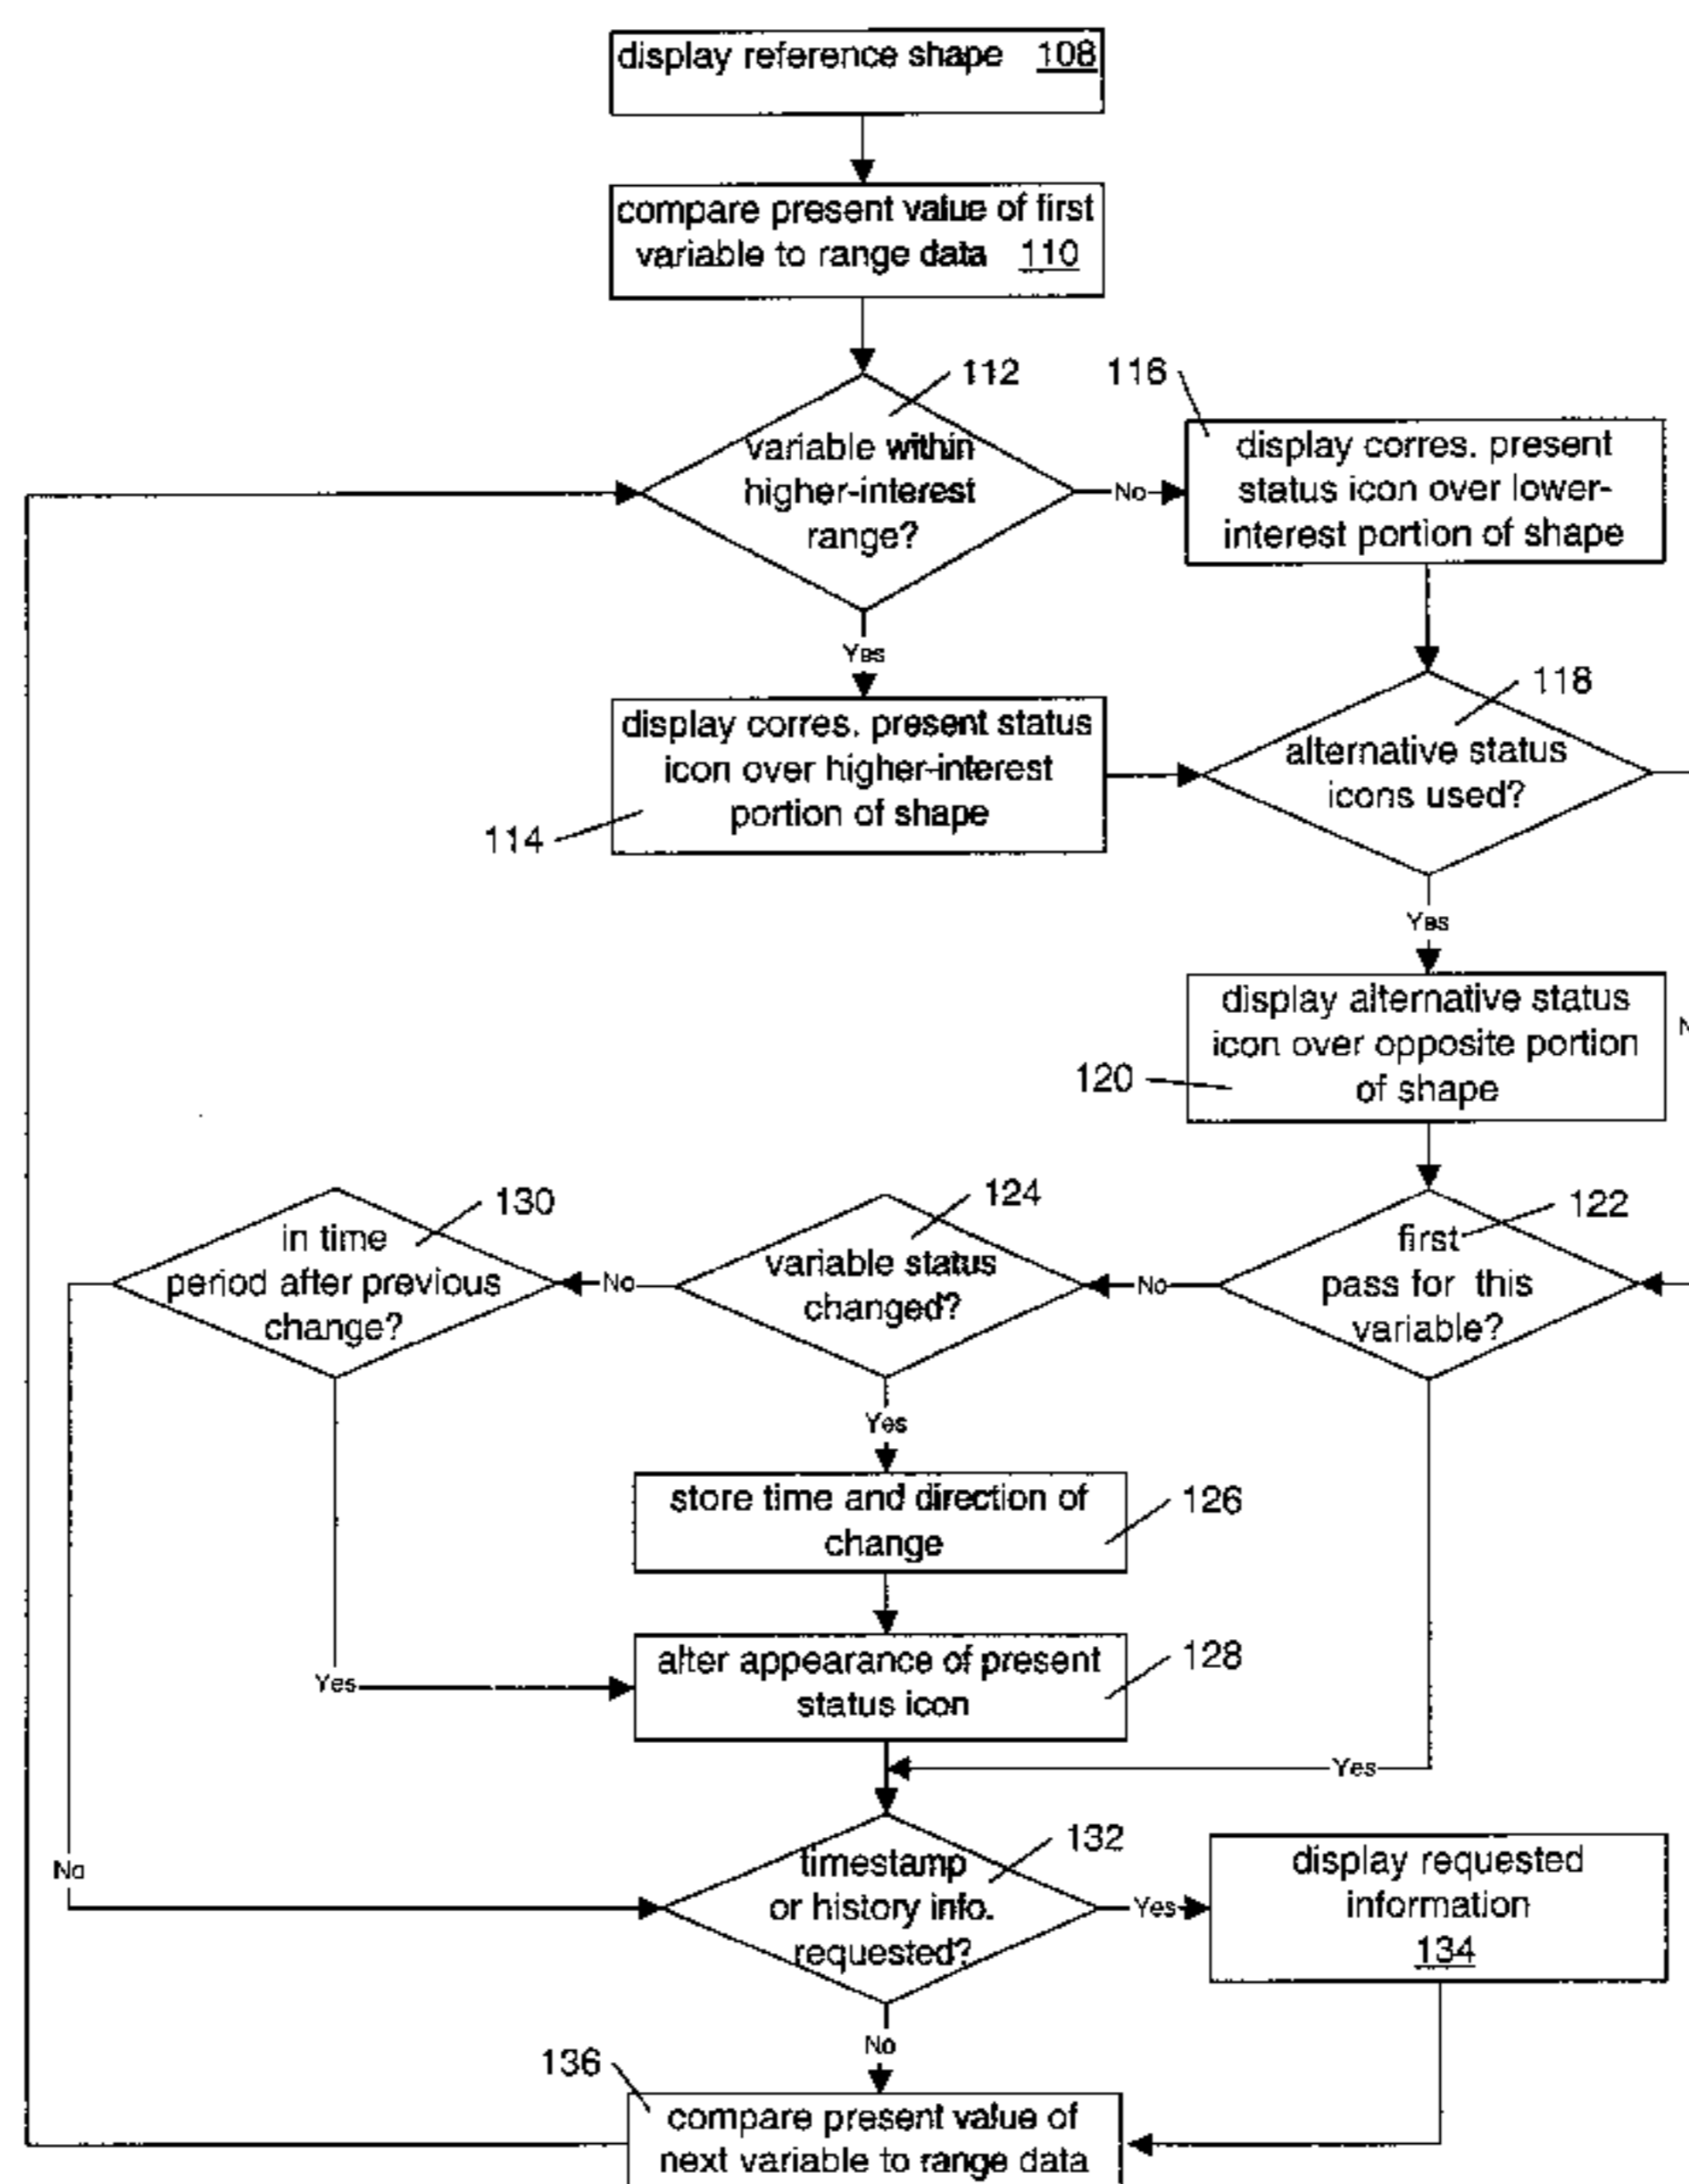 display reference shape 108
compare present value of first
variable to range data 110
112
variable within
higher-interest
range?
No
116
display corres. present
status icon over lower-
interest portion of shape
Yes
display corres. present status
icon over higher-interest
portion of shape
114
118
alternative status
icons used?
Yes
display alternative status
icon over opposite portion
of shape
120
122
first
pass for this
variable?
No
124
variable status
changed?
No
130
in time
period after previous
change?
Yes
store time and direction of
change
126
alter appearance of present
status icon
128
Yes
Yes
No
132
timestamp
or history info.
requested?
Yes
display requested
information
134
No
136
compare present value of
next variable to range data